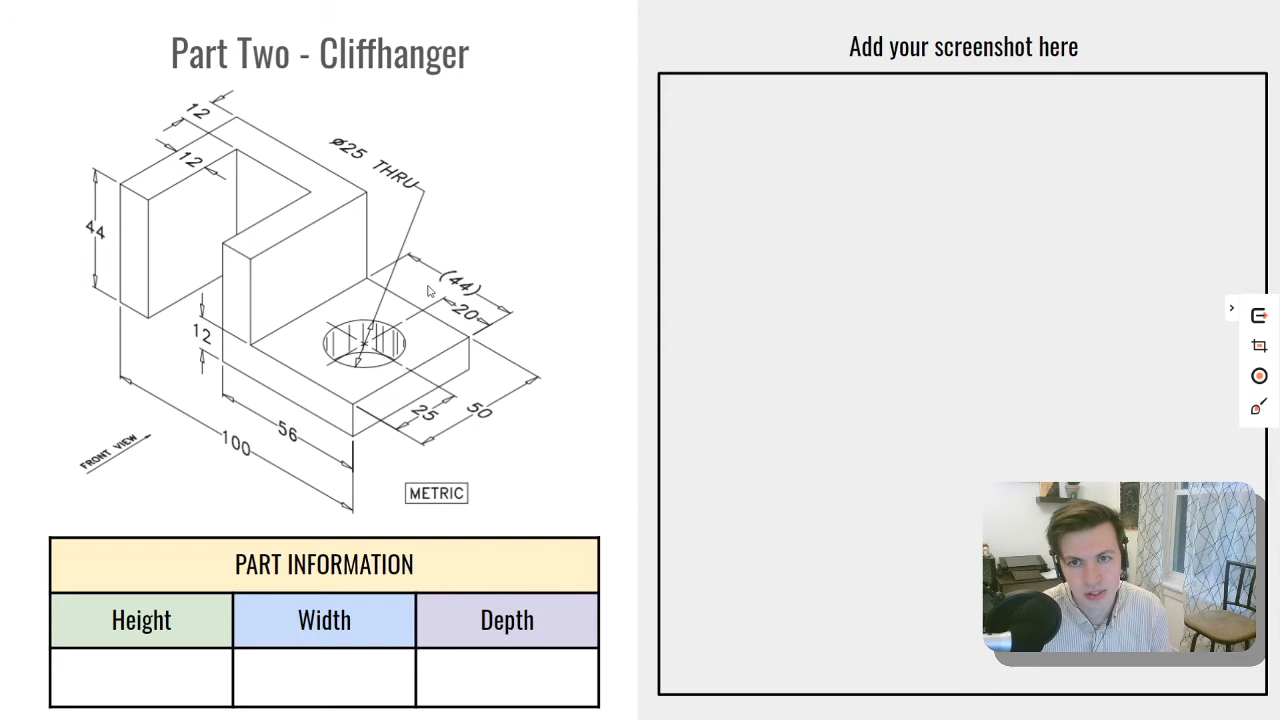 Part Two - Cliffhanger
Add your screenshot here
12
12
ø25 THRU
44
(44)
20
12
25
50
56
100
FRONT VIEW
METRIC
PART INFORMATION
Height Width Depth